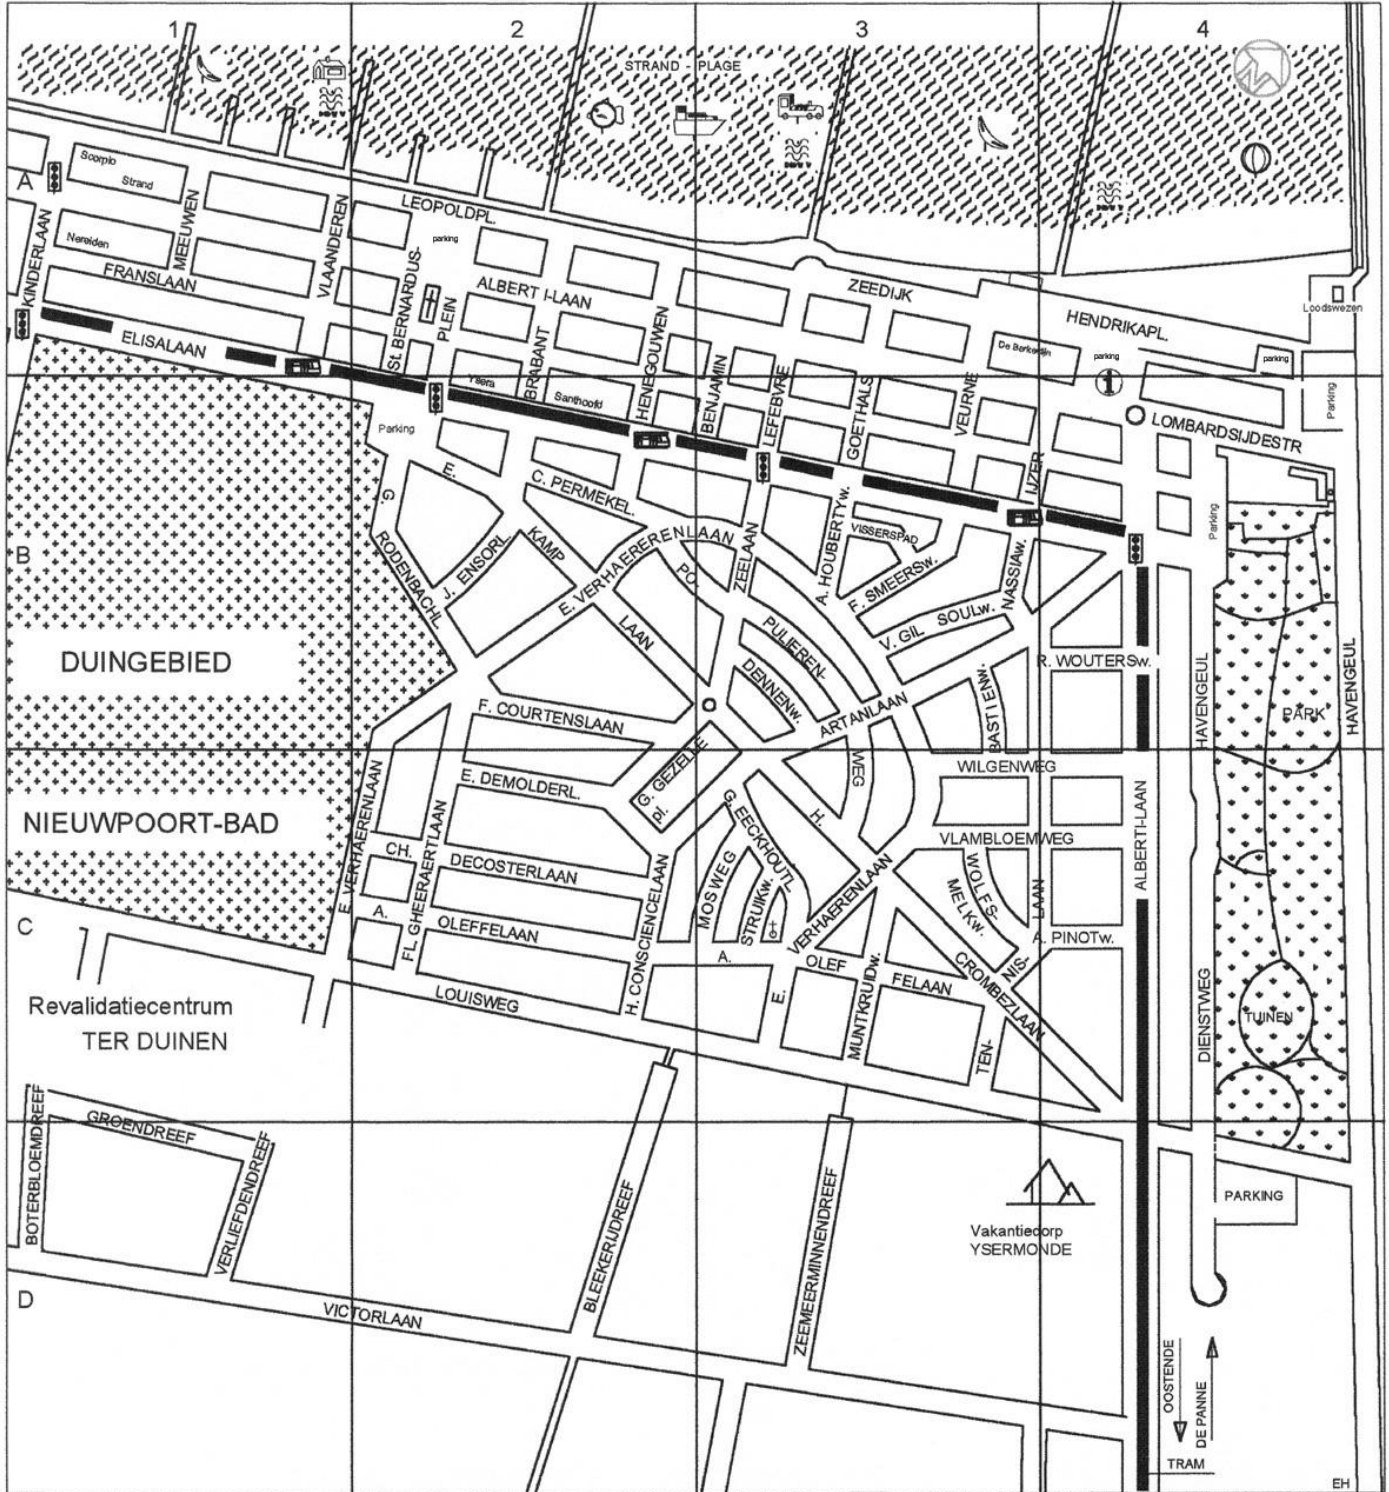 1
2
3
4
STRAND - PLAGE
A
Scorpio
Strand
KINDERLAAN
Nereiden
MEEUWEN
FRANSLAAN
VLAANDEREN
LEOPOLDPL.
St. BERNARDUS-
PLEIN
parking
ALBERT I-LAAN
ELISALAAN
BRABANT
HENEGOUWEN
ZEEDIJK
HENDRIKAPL.
Loodswezen
parking
parking
Parking
Ysera
Santhoofd
BENJAMIN
LEFEBVRE
GOETHALS
VEURNE
IJZER
i
LOMBARDSIJDESTR
Parking
B
Parking
E.
KAMP
LAAN
G.
RODENBACHL
J. ENSORL.
C. PERMEKEL.
E. VERHAERERENLAAN
ZEELAAN
A. HOUBERTYw.
VISSERSPAD
F. SMEERSw.
V. GIL SOULw.
NASSIAw.
R. WOUTERSw.
PO.
PULIEREN-
WEG
DENNENw.
ARTANLAAN
BASTIENw.
HAVENGEUL
HAVENGEUL
PARK
DUINGEBIED
F. COURTENSLAAN
G. GEZELLE
pl.
WILGENWEG
E. DEMOLDERL.
NIEUWPOORT-BAD
E. VERHAERENLAAN
FL. GHEERAERTLAAN
CH.
DECOSTERLAAN
A.
OLEFFELAAN
H. CONSCIENCELAAN
G. EECKHOUTL.
MOSWEG
STRUIKw.
VERHAERENLAAN
E.
H.
CROMBEZLAAN
VLAMBLOEMWEG
WOLFS-
MELKw.
ALBERT I-LAAN
C
A.
OLEF
FELAAN
A. PINOTw.
TEN-
NIS-
LAAN
MUNTKRUIDw.
DIENSTWEG
TUINEN
LOUISWEG
Revalidatiecentrum
TER DUINEN
BOTERBLOEMDREEF
GROENDREEF
VERLIEFDENDREEF
BLEEKERIJDREEF
ZEEMEERMINNENDREEF
Vakantiedorp
YSERMONDE
PARKING
D
VICTORLAAN
OOSTENDE
DE PANNE
TRAM
EH